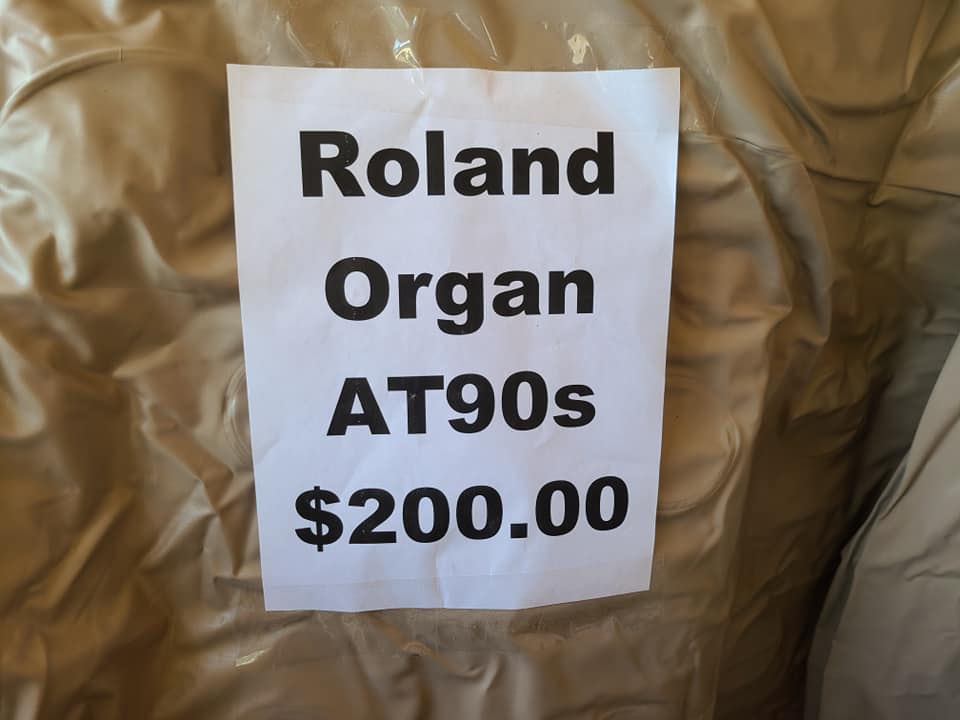 Roland
Organ
AT90s
$200.00